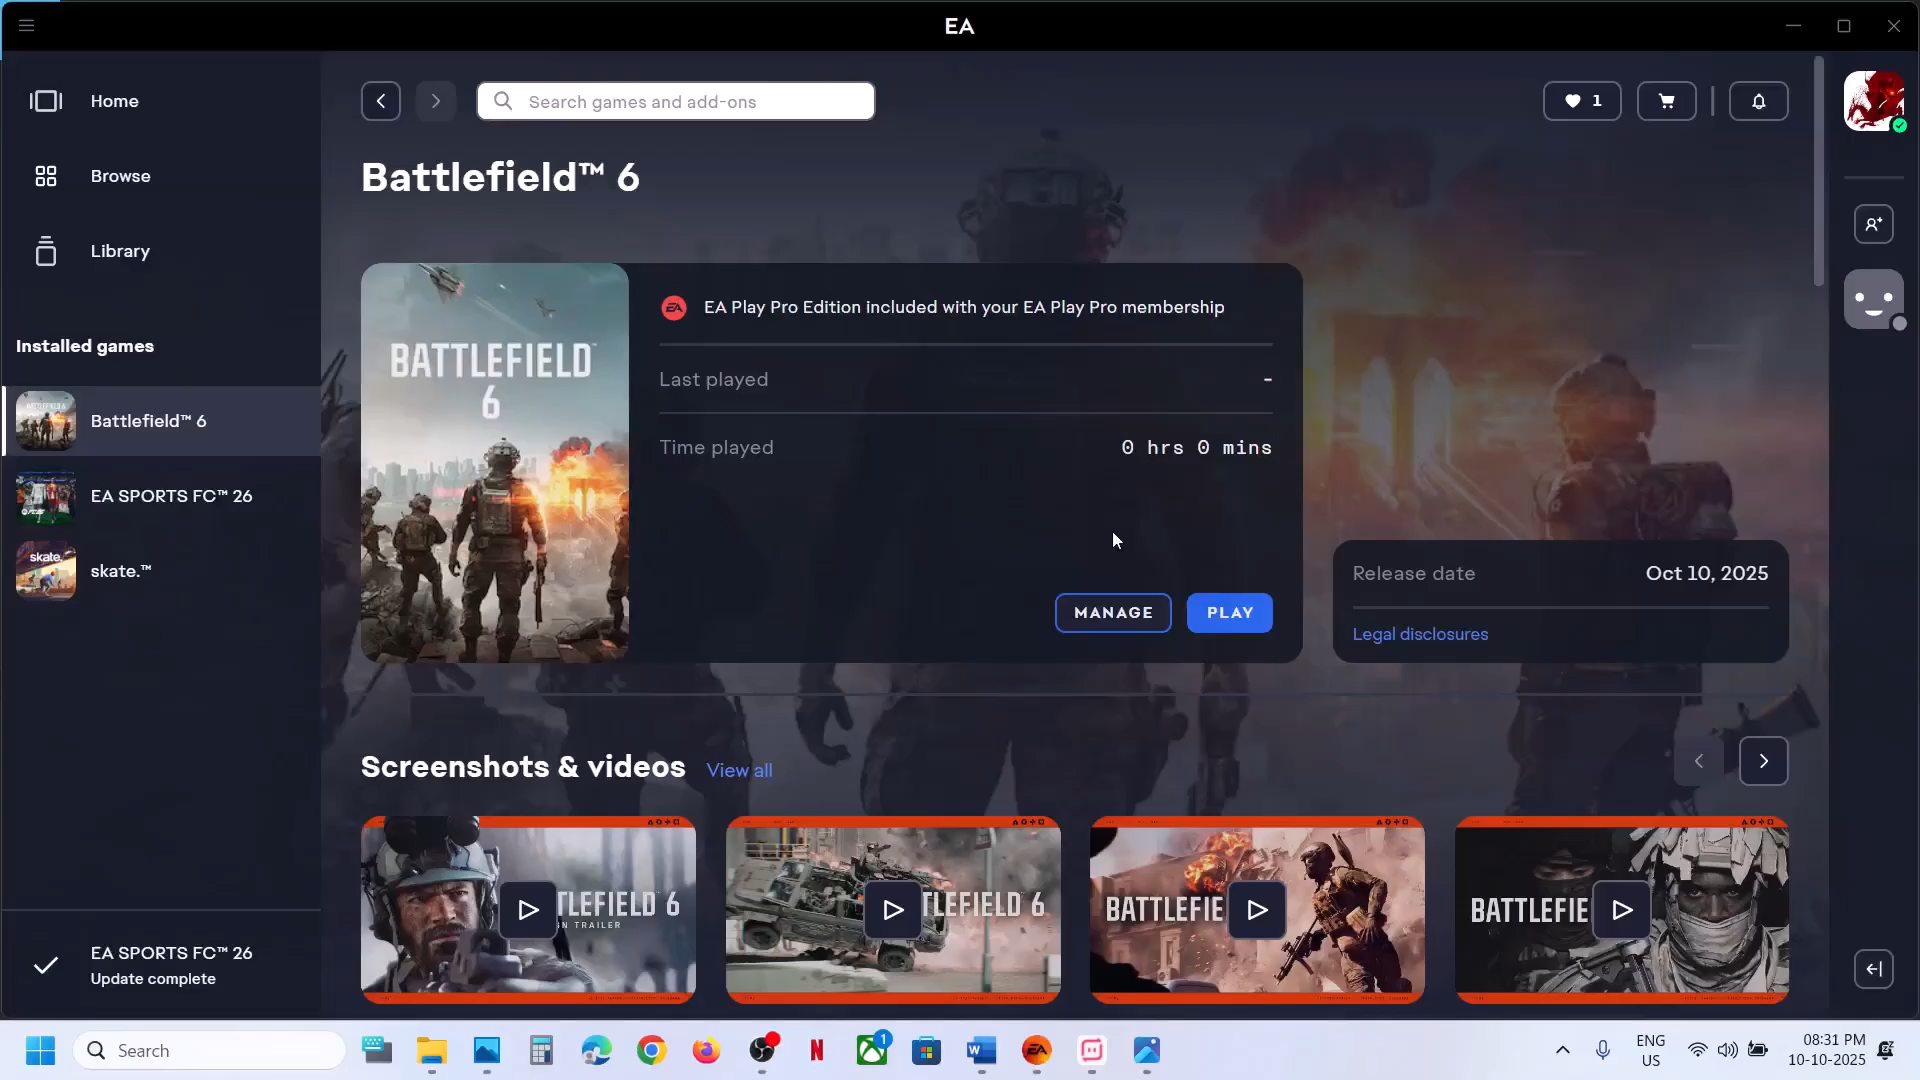 EA
Home
Browse
Library
Installed games
Battlefield™ 6
EA SPORTS FC™ 26
skate.
skate.™
EA SPORTS FC™ 26
Update complete
Search games and add-ons
1
Battlefield™ 6
BATTLEFIELD
6
EA Play Pro Edition included with your EA Play Pro membership
Last played
-
Time played
0 hrs 0 mins
MANAGE
PLAY
Release date
Oct 10, 2025
Legal disclosures
Screenshots & videos
View all
TLEFIELD 6
IN TRAILER
TLEFIELD 6
BATTLEFIE
BATTLEFIE
Search
1
ENG
US
08:31 PM
10-10-2025